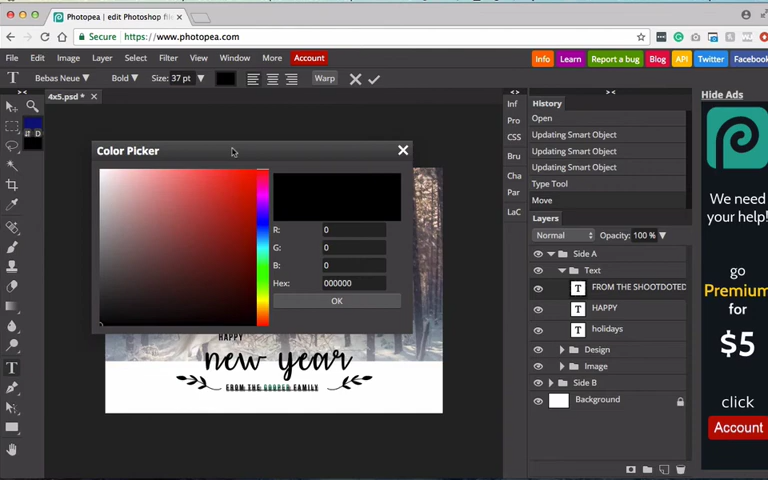 Photopea | edit Photoshop fil
Secure https://www.photopea.com
File Edit Image Layer Select Filter View Window More Account
Info Learn Report a bug Blog API Twitter Facebook
T Bebas Neue Bold Size: 37 pt Warp
4x5.psd *
Hide Ads
Color Picker
R: 0
G: 0
B: 0
Hex: 000000
OK
HAPPY
new year
FROM THE COOPER FAMILY
Inf
Pro
CSS
Bru
Cha
Par
LaC
History
Open
Updating Smart Object
Updating Smart Object
Updating Smart Object
Type Tool
Move
Layers
Normal Opacity: 100 %
Side A
Text
T FROM THE SHOOTDOTED
T HAPPY
T holidays
Design
Image
Side B
Background
We need
your help!
go
Premium
for
$5
click
Account